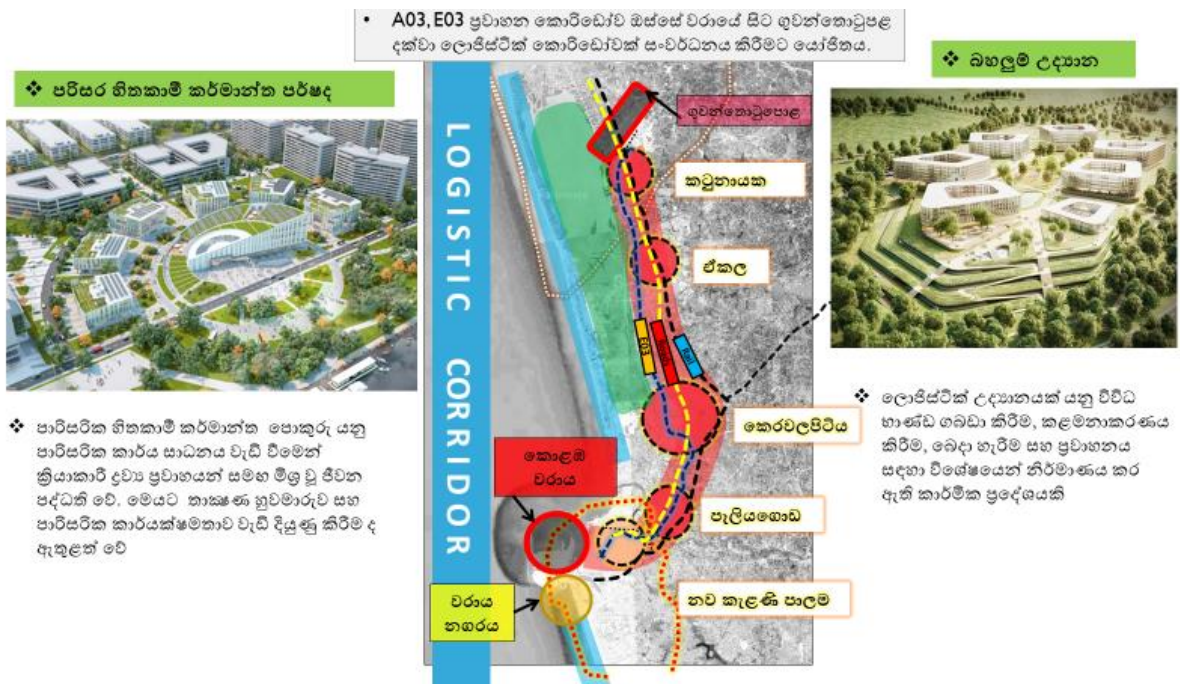 • A03, E03 ප්‍රවාහන කොරිඩෝව ඔස්සේ වරායේ සිට ගුවන්තොටුපළ
දක්වා ලොජිස්ටික් කොරිඩෝවක් සංවර්ධනය කිරීමට යෝජිතය.
❖ පරිසර හිතකාමී කර්මාන්ත පර්ෂද
❖ බහලුම් උද්‍යාන
LOGISTIC CORRIDOR
ගුවන්තොටුපොළ
කටුනායක
ඒකල
E03
Rail
කෙරවලපිටිය
කොළඹ
වරාය
පෑලියගොඩ
වරාය
නගරය
නව කැළණි පාලම
❖ පාරිසරික හිතකාමී කර්මාන්ත පොකුරු යනු
පාරිසරික කාර්ය සාධනය වැඩි වීමෙන්
ක්‍රියාකාරී ද්‍රව්‍ය ප්‍රවාහයන් සමඟ මිශ්‍ර වූ ජීවන
පද්ධති වේ. මෙයට තාක්ෂණ හුවමාරුව සහ
පාරිසරික කාර්යක්ෂමතාව වැඩි දියුණු කිරීම ද
ඇතුළත් වේ
❖ ලොජිස්ටික් උද්‍යානයක් යනු විවිධ
භාණ්ඩ ගබඩා කිරීම, කළමනාකරණය
කිරීම, බෙදා හැරීම සහ ප්‍රවාහනය
සඳහා විශේෂයෙන් නිර්මාණය කර
ඇති කාර්මික ප්‍රදේශයකි